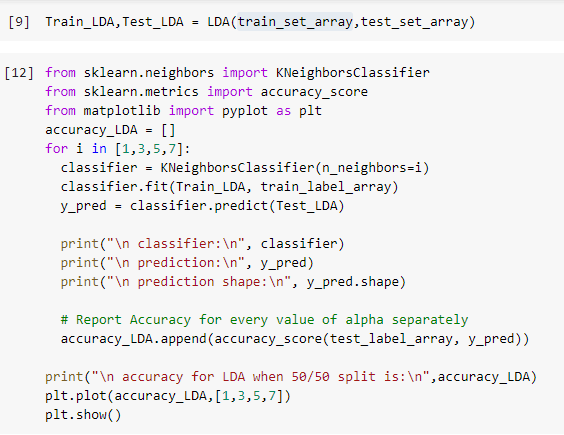 [9] Train_LDA,Test_LDA = LDA(train_set_array,test_set_array)
[12] from sklearn.neighbors import KNeighborsClassifier
from sklearn.metrics import accuracy_score
from matplotlib import pyplot as plt
accuracy_LDA = []
for i in [1,3,5,7]:
  classifier = KNeighborsClassifier(n_neighbors=i)
  classifier.fit(Train_LDA, train_label_array)
  y_pred = classifier.predict(Test_LDA)
  print("\n classifier:\n", classifier)
  print("\n prediction:\n", y_pred)
  print("\n prediction shape:\n", y_pred.shape)
  # Report Accuracy for every value of alpha separately
  accuracy_LDA.append(accuracy_score(test_label_array, y_pred))
print("\n accuracy for LDA when 50/50 split is:\n",accuracy_LDA)
plt.plot(accuracy_LDA,[1,3,5,7])
plt.show()